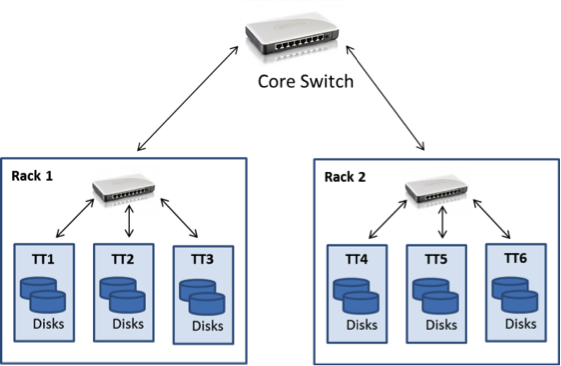 Core Switch
Rack 1
TT1
TT2
TT3
Disks
Disks
Disks
Rack 2
TT4
TT5
TT6
Disks
Disks
Disks